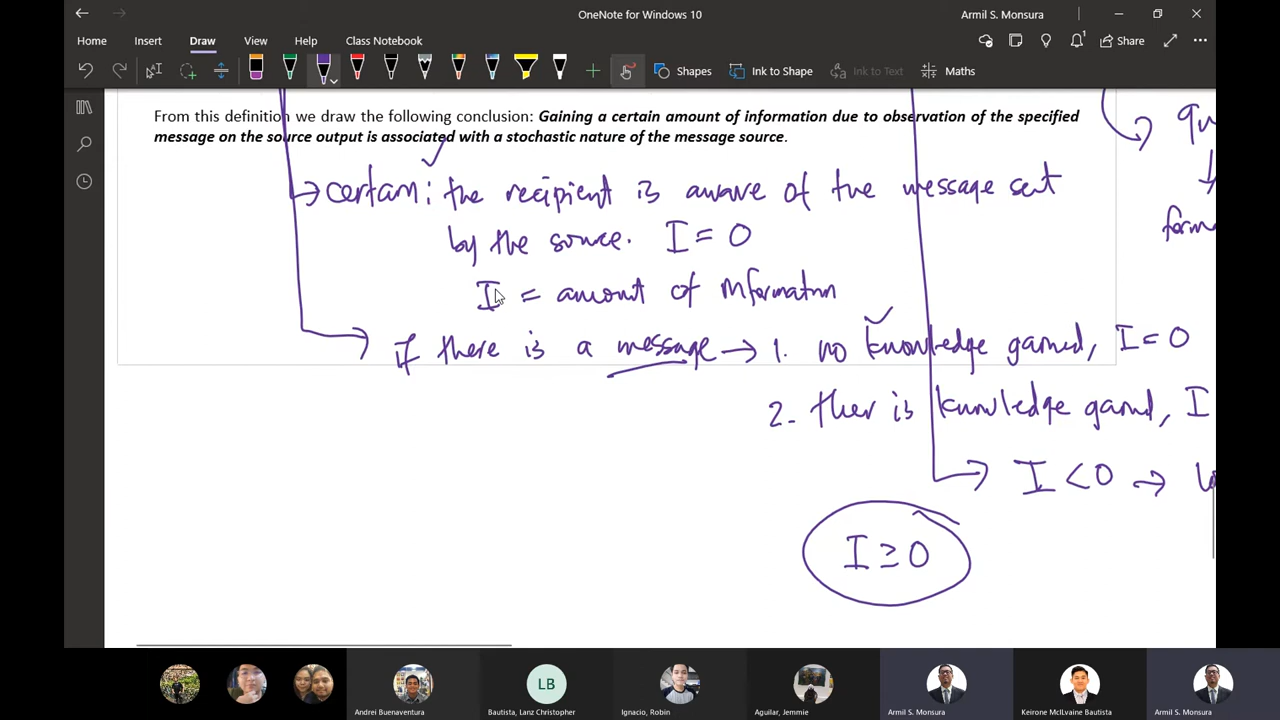 OneNote for Windows 10
Armil S. Monsura
Home Insert Draw View Help Class Notebook
Share
Shapes Ink to Shape Ink to Text Maths
From this definition we draw the following conclusion: Gaining a certain amount of information due to observation of the specified
message on the source output is associated with a stochastic nature of the message source.
certain: the recipient is aware of the message sent
by the source. I = 0
I = amount of information
if there is a message → 1. no knowledge gained, I = 0
2. ther is knowledge gained, I
I < 0 →
I ≥ 0
Andrei Buenaventura
LB
Bautista, Lanz Christopher
Ignacio, Robin
Aguilar, Jemmie
Armil S. Monsura
Keirone McIlvaine Bautista
Armil S. Monsura